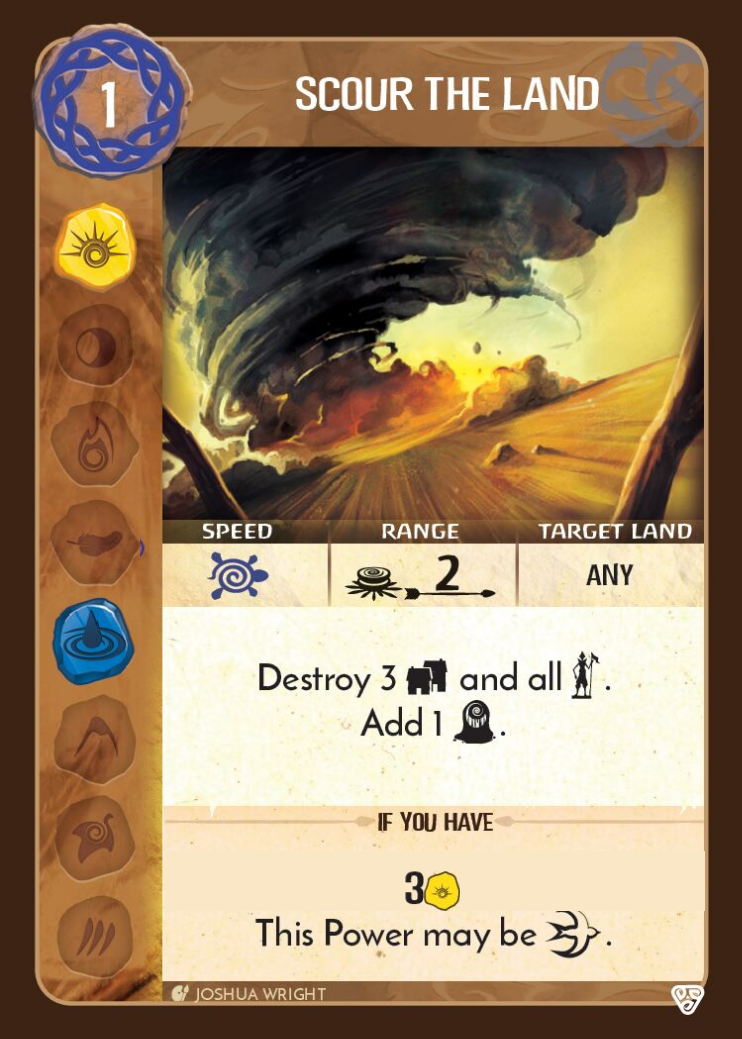 1
SCOUR THE LAND
SPEED RANGE TARGET LAND
2 ANY
Destroy 3 and all .
Add 1 .
IF YOU HAVE
3
This Power may be .
JOSHUA WRIGHT